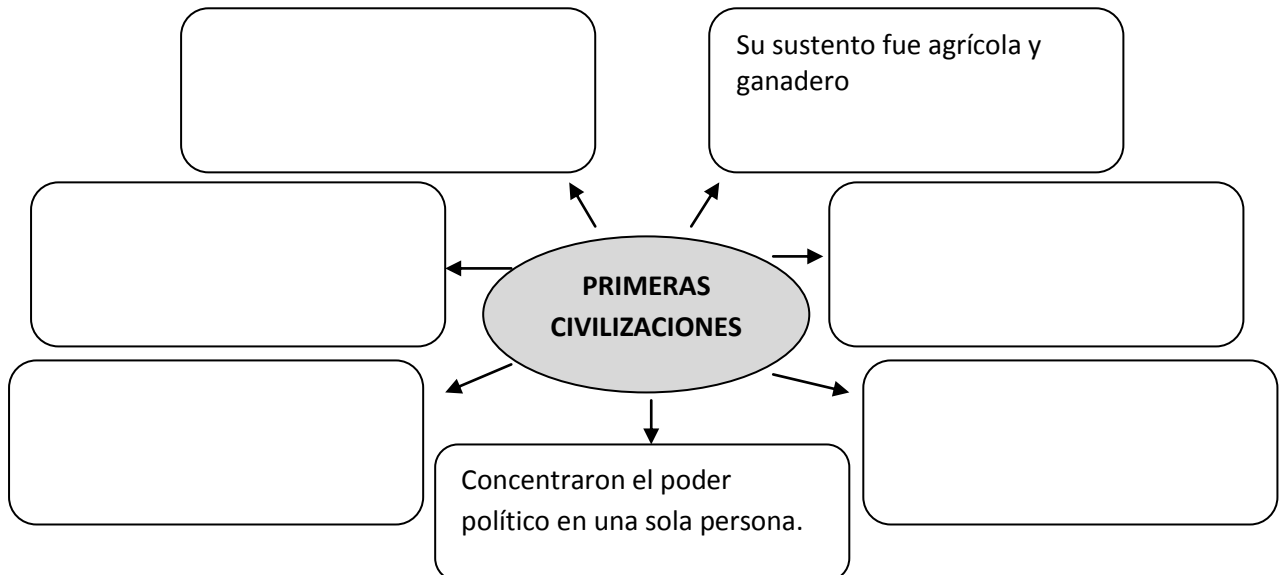 Su sustento fue agrícola y
ganadero
PRIMERAS
CIVILIZACIONES
Concentraron el poder
político en una sola persona.